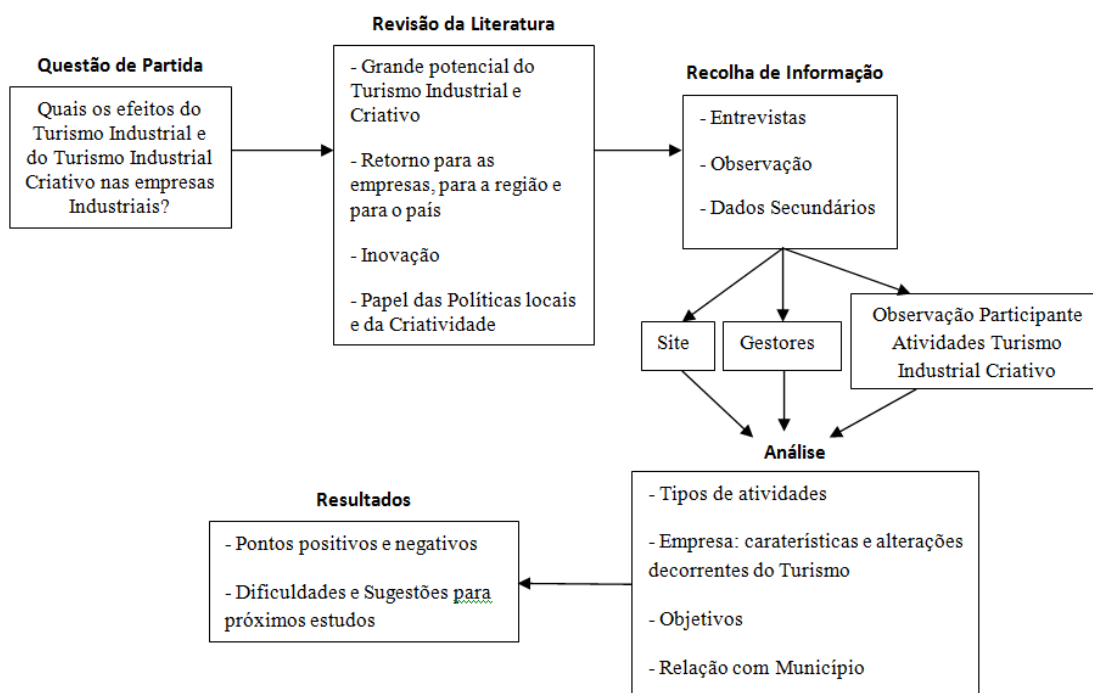 Questão de Partida
Quais os efeitos do
Turismo Industrial e
do Turismo Industrial
Criativo nas empresas
Industriais?
Revisão da Literatura
- Grande potencial do
Turismo Industrial e
Criativo
- Retorno para as
empresas, para a região e
para o país
- Inovação
- Papel das Políticas locais
e da Criatividade
Recolha de Informação
- Entrevistas
- Observação
- Dados Secundários
Site
Gestores
Observação Participante
Atividades Turismo
Industrial Criativo
Análise
- Tipos de atividades
- Empresa: caraterísticas e alterações
decorrentes do Turismo
- Objetivos
- Relação com Município
Resultados
- Pontos positivos e negativos
- Dificuldades e Sugestões para
próximos estudos